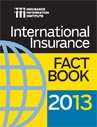 INSURANCE
INFORMATION
INSTITUTE
International
Insurance
FACT
BOOK
2013